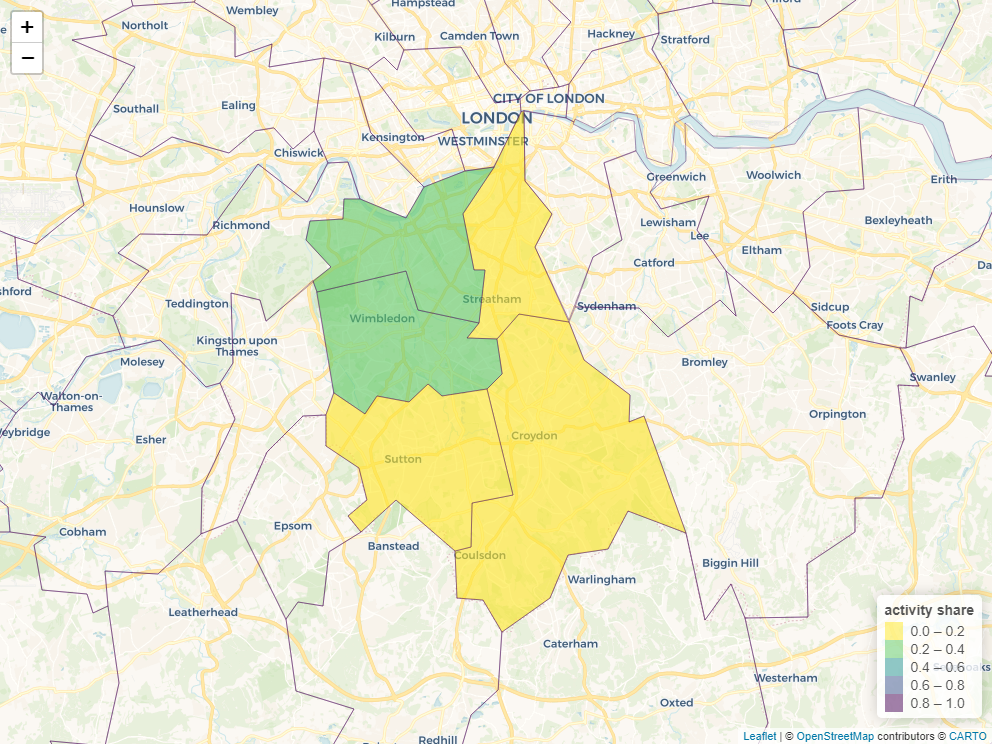 +
−
Hampstead
Wembley
Northolt
Kilburn
Camden Town
Hackney
Stratford
Southall
Ealing
CITY OF LONDON
LONDON
Kensington
WESTMINSTER
Chiswick
Greenwich
Woolwich
Erith
Hounslow
Richmond
Lewisham
Lee
Bexleyheath
Eltham
Catford
Teddington
Streatham
Sydenham
Sidcup
Foots Cray
Wimbledon
Kingston upon
Thames
Molesey
Bromley
Swanley
Walton-on-
Thames
Orpington
Esher
Croydon
Sutton
Epsom
Cobham
Banstead
Coulsdon
Biggin Hill
Warlingham
Leatherhead
Caterham
Westerham
Oxted
Redhill
activity share
0.0 – 0.2
0.2 – 0.4
0.4 – 0.6
0.6 – 0.8
0.8 – 1.0
Leaflet | © OpenStreetMap contributors © CARTO